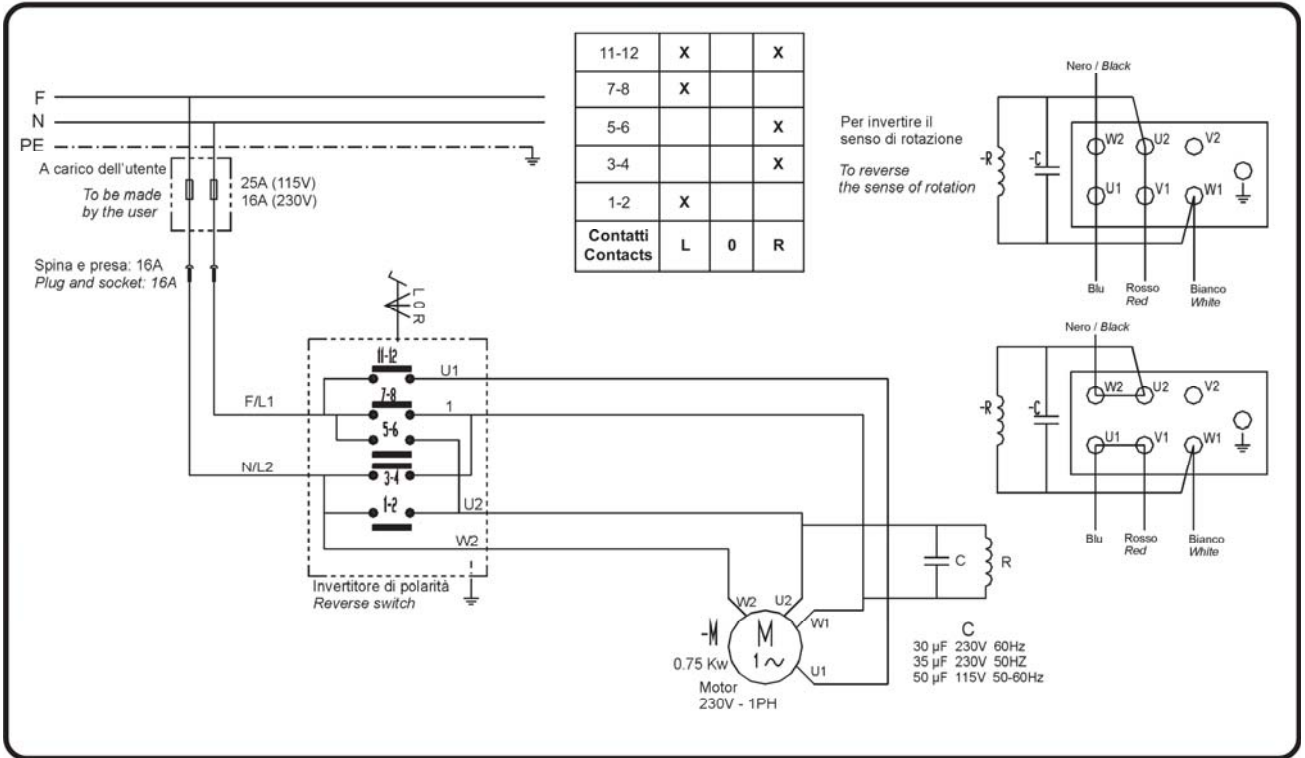 F
N
PE
A carico dell'utente
To be made
by the user
25A (115V)
16A (230V)
Spina e presa: 16A
Plug and socket: 16A
11-12 X X
7-8 X
5-6 X
3-4 X
1-2 X
Contatti
Contacts L 0 R
Per invertire il
senso di rotazione
To reverse
the sense of rotation
Nero / Black
-R
-C
W2 U2 V2
U1 V1 W1
Blu
Rosso
Red
Bianco
White
Nero / Black
-R
-C
W2 U2 V2
U1 V1 W1
Blu
Rosso
Red
Bianco
White
L 0 R
11-12
U1
7-8
F/L1
1
5-6
N/L2
3-4
1-2
U2
W2
Invertitore di polarità
Reverse switch
C
R
W2
U2
W1
U1
-M
M
1~
0.75 Kw
Motor
230V - 1PH
C
30 µF 230V 60Hz
35 µF 230V 50HZ
50 µF 115V 50-60Hz